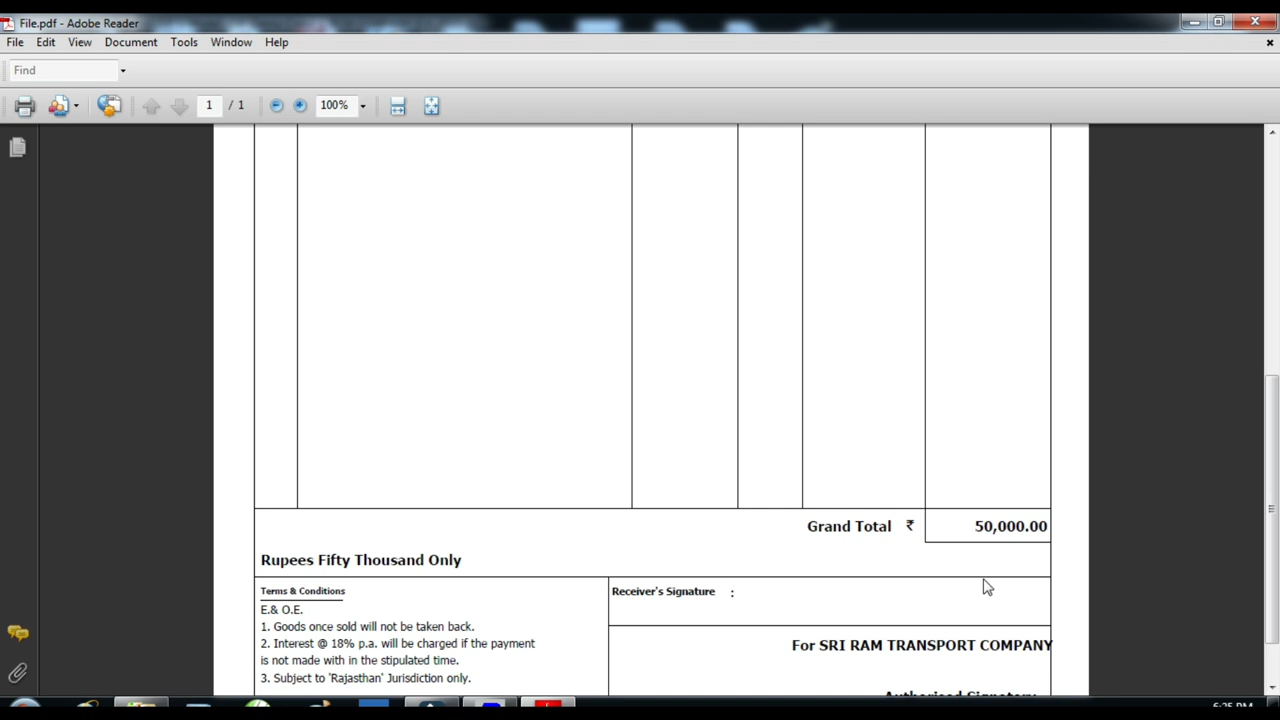 File.pdf - Adobe Reader
File Edit View Document Tools Window Help
Find
1 / 1 100%
Grand Total ₹ 50,000.00
Rupees Fifty Thousand Only
Terms & Conditions
Receiver's Signature :
E.& O.E.
1. Goods once sold will not be taken back.
2. Interest @ 18% p.a. will be charged if the payment
is not made with in the stipulated time.
3. Subject to 'Rajasthan' Jurisdiction only.
For SRI RAM TRANSPORT COMPANY
Authorised Signatory
6:25 PM